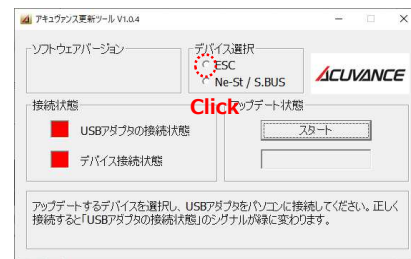 アキュヴァンス更新ツール V1.0.4
ソフトウェアバージョン
デバイス選択
ESC
Ne-St / S.BUS
ACUVANCE
Click
接続状態
USBアダプタの接続状態
デバイス接続状態
アップデート状態
スタート
アップデートするデバイスを選択し、USBアダプタをパソコンに接続してください。正しく
接続すると「USBアダプタの接続状態」のシグナルが緑に変わります。